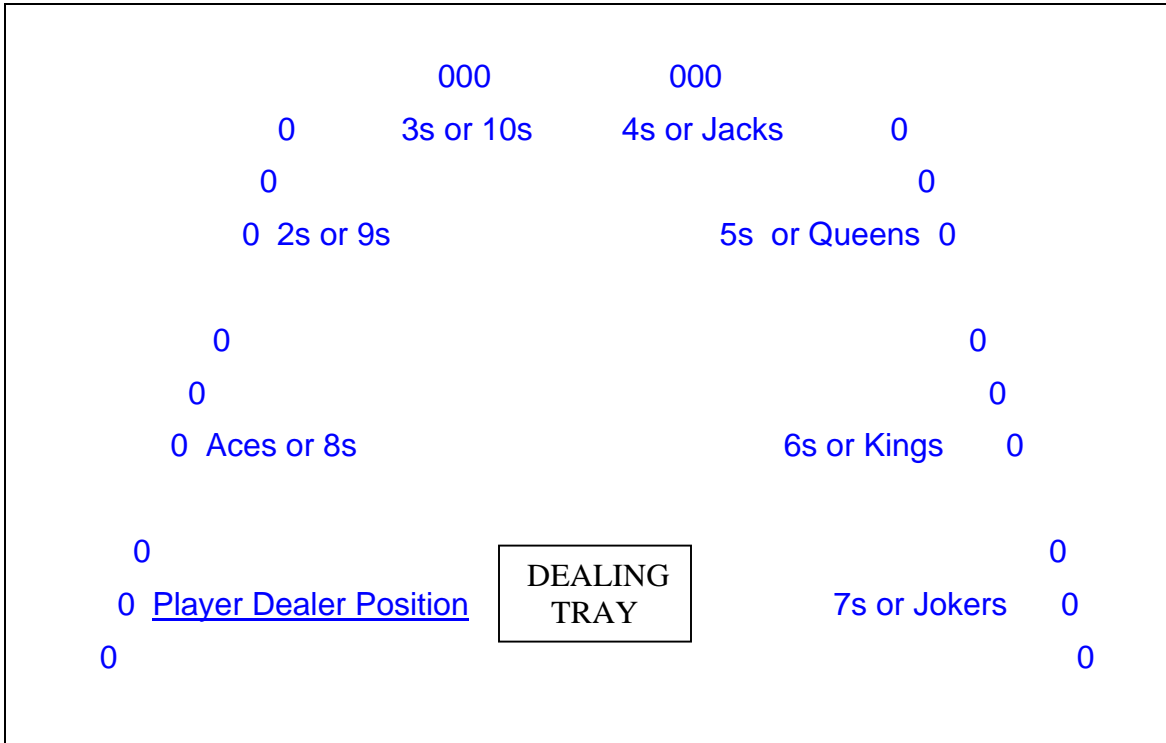 000 000
0 3s or 10s 4s or Jacks 0
0 0
0 2s or 9s 5s or Queens 0
0 0
0 0
0 Aces or 8s 6s or Kings 0
0 0
0 Player Dealer Position DEALING TRAY 7s or Jokers 0
0 0